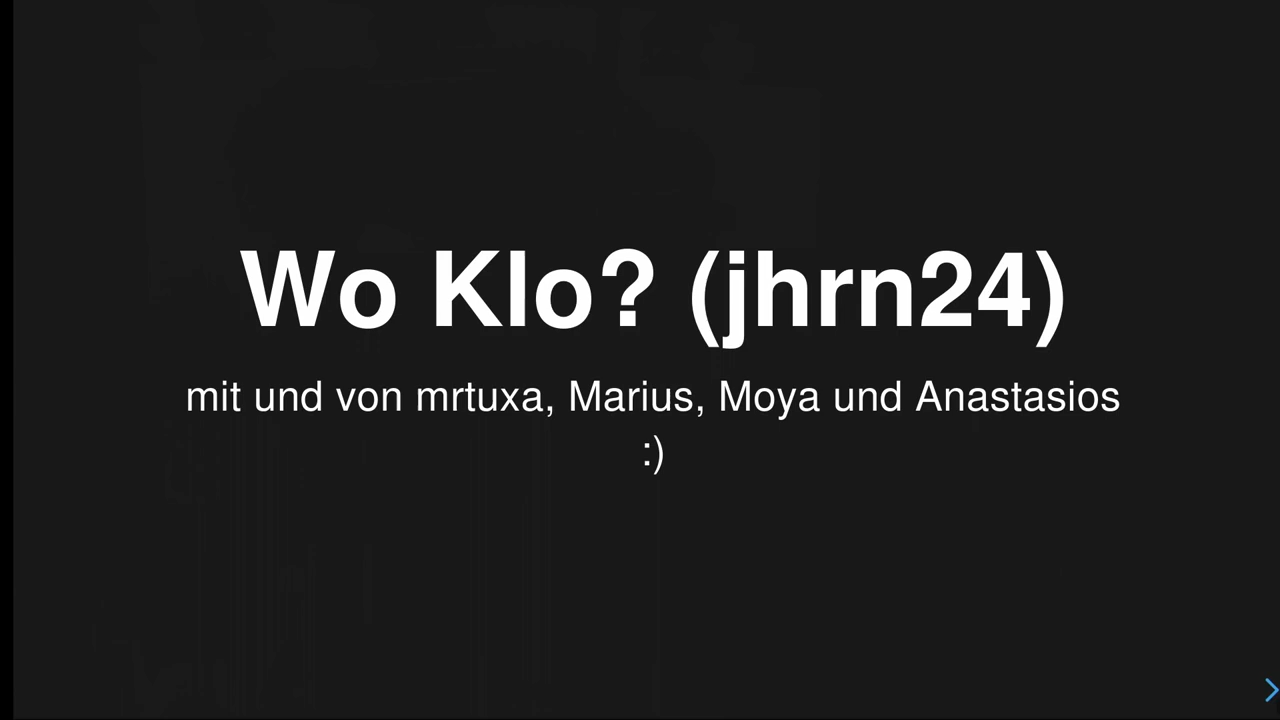 Wo Klo? (jhrn24)
mit und von mrtuxa, Marius, Moya und Anastasios
:)